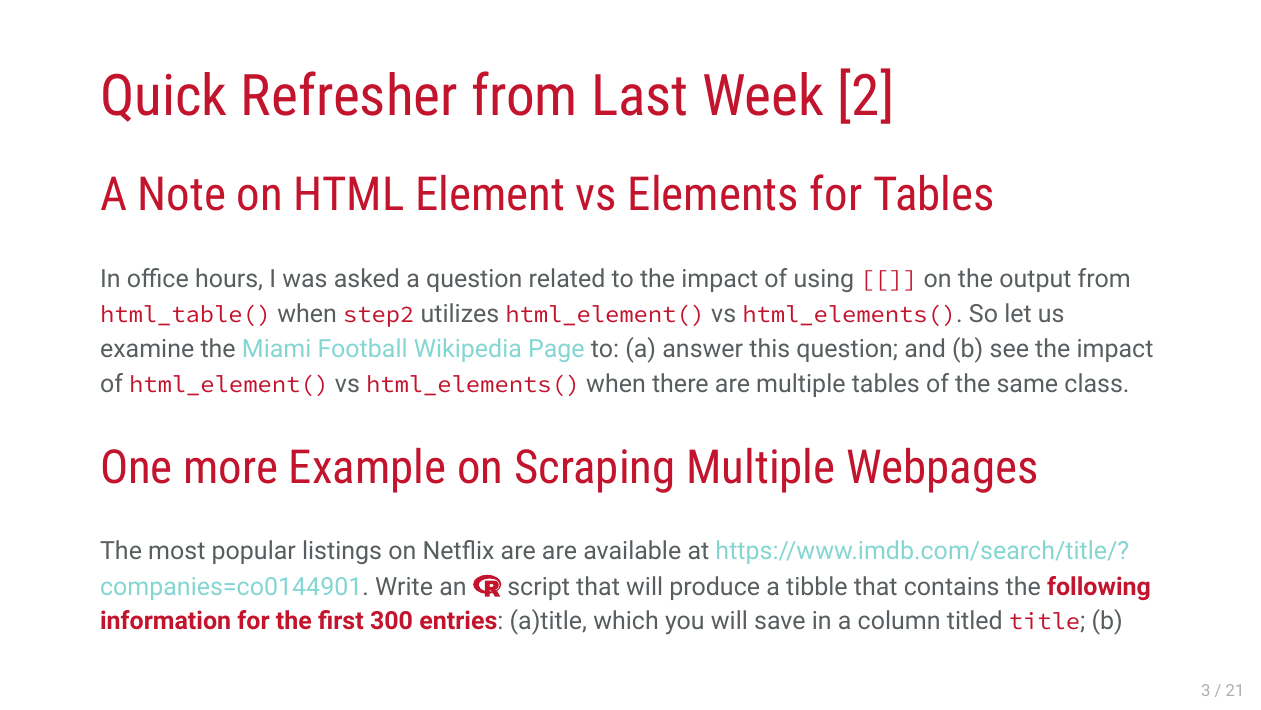 Quick Refresher from Last Week [2]
A Note on HTML Element vs Elements for Tables
In office hours, I was asked a question related to the impact of using [[]] on the output from
html_table() when step2 utilizes html_element() vs html_elements(). So let us
examine the Miami Football Wikipedia Page to: (a) answer this question; and (b) see the impact
of html_element() vs html_elements() when there are multiple tables of the same class.
One more Example on Scraping Multiple Webpages
The most popular listings on Netflix are are available at https://www.imdb.com/search/title/?
companies=co0144901. Write an R script that will produce a tibble that contains the following
information for the first 300 entries: (a)title, which you will save in a column titled title; (b)
3 / 21